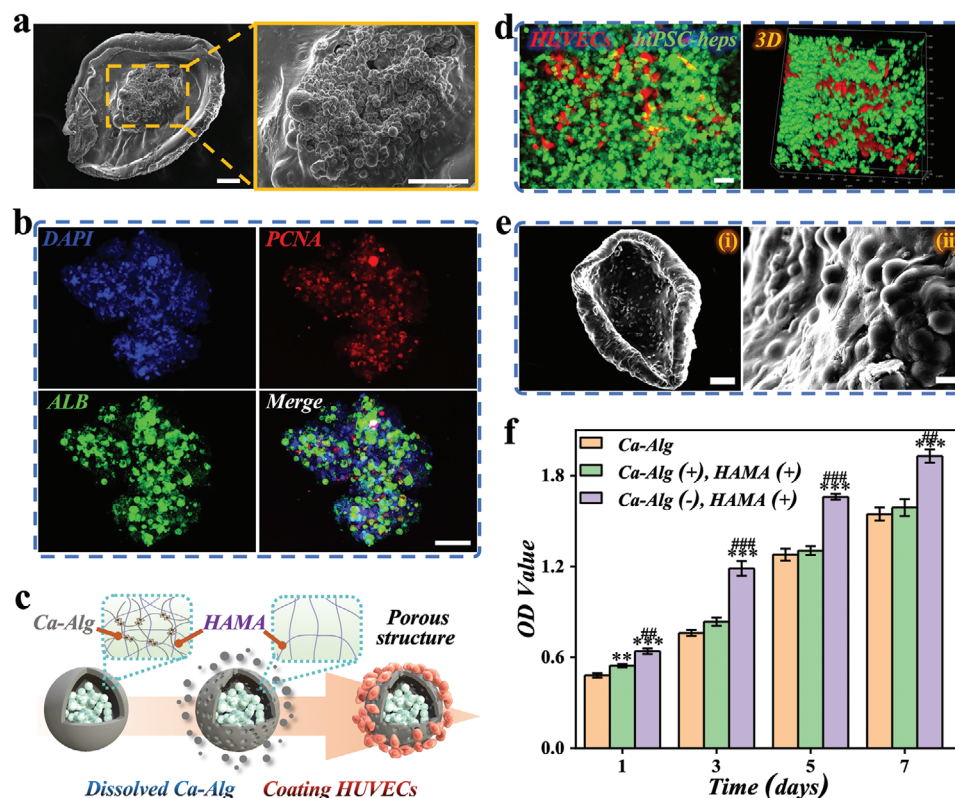 a
b
DAPI
PCNA
ALB
Merge
c
Ca-Alg
HAMA
Porous
structure
Dissolved Ca-Alg
Coating HUVECs
d
HUVECs
hiPSC-heps
3D
e
(i)
(ii
f
Ca-Alg
Ca-Alg (+), HAMA (+)
Ca-Alg (-), HAMA (+)
OD Value
1.8
1.2
0.6
0.0
**
##
***
###
***
###
***
##
***
1 3 5 7
Time (days)